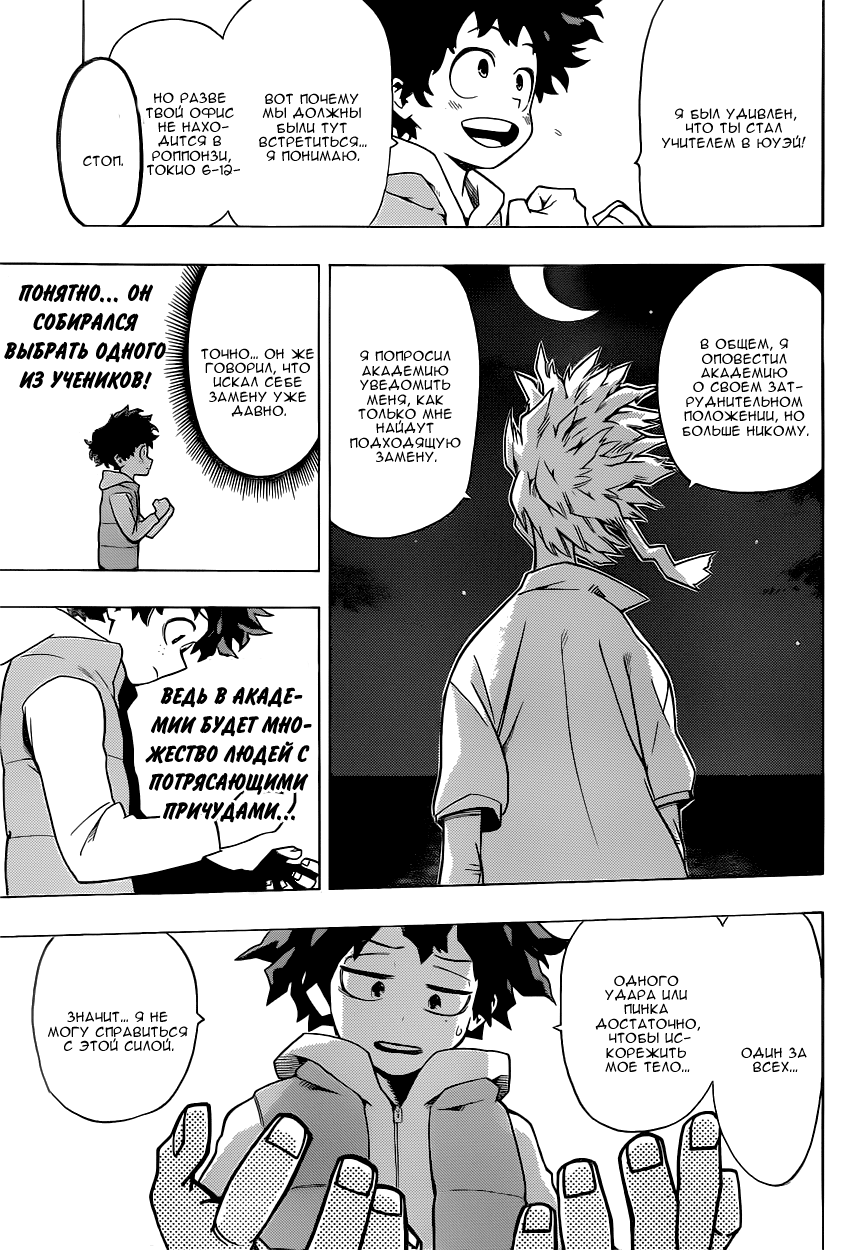 Я БЫЛ УДИВЛЕН,
ЧТО ТЫ СТАЛ
УЧИТЕЛЕМ В ЮУЭЙ!
ВОТ ПОЧЕМУ
МЫ ДОЛЖНЫ
БЫЛИ ТУТ
ВСТРЕТИТЬСЯ...
Я ПОНИМАЮ.
НО РАЗВЕ
ТВОЙ ОФИС
НЕ НАХО-
ДИТСЯ В
РОППОНЗИ,
ТОКИО 6-12-
СТОП.
В ОБЩЕМ, Я
ОПОВЕСТИЛ
АКАДЕМИЮ
О СВОЕМ ЗАТ-
РУДНИТЕЛЬНОМ
ПОЛОЖЕНИИ, НО
БОЛЬШЕ НИКОМУ.
Я ПОПРОСИЛ
АКАДЕМИЮ
УВЕДОМИТЬ
МЕНЯ, КАК
ТОЛЬКО МНЕ
НАЙДУТ
ПОДХОДЯЩУЮ
ЗАМЕНУ.
ТОЧНО... ОН ЖЕ
ГОВОРИЛ, ЧТО
ИСКАЛ СЕБЕ
ЗАМЕНУ УЖЕ
ДАВНО.
ПОНЯТНО... ОН
СОБИРАЛСЯ
ВЫБРАТЬ ОДНОГО
ИЗ УЧЕНИКОВ!
ВЕДЬ В АКАДЕ-
МИИ БУДЕТ МНО-
ЖЕСТВО ЛЮДЕЙ С
ПОТРЯСАЮЩИМИ
ПРИЧУДАМИ...
ОДИН ЗА
ВСЕХ...
ОДНОГО
УДАРА ИЛИ
ПИНКА
ДОСТАТОЧНО,
ЧТОБЫ ИС-
КОРЕЖИТЬ
МОЕ ТЕЛО...
ЗНАЧИТ... Я НЕ
МОГУ СПРАВИТЬСЯ
С ЭТОЙ СИЛОЙ.